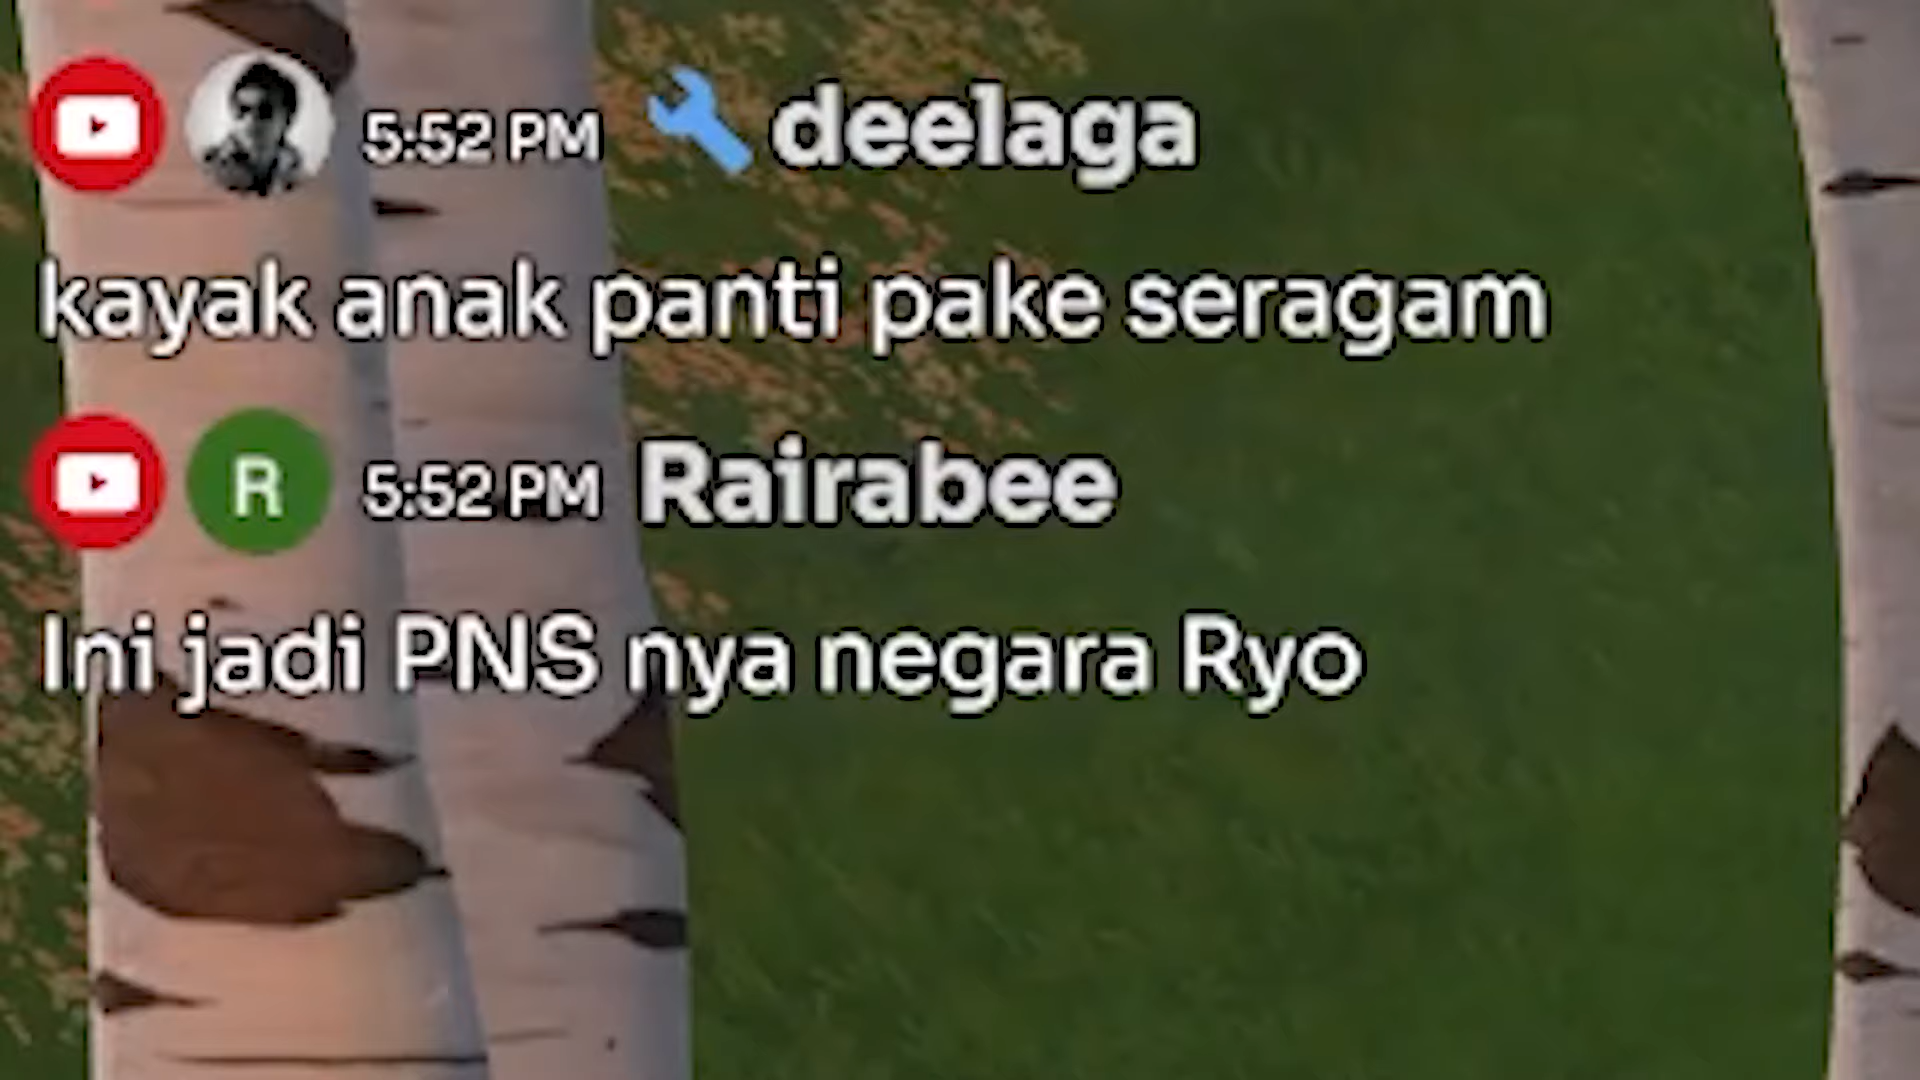 5:52 PM deelaga
kayak anak panti pake seragam
R 5:52 PM Rairabee
Ini jadi PNS nya negara Ryo